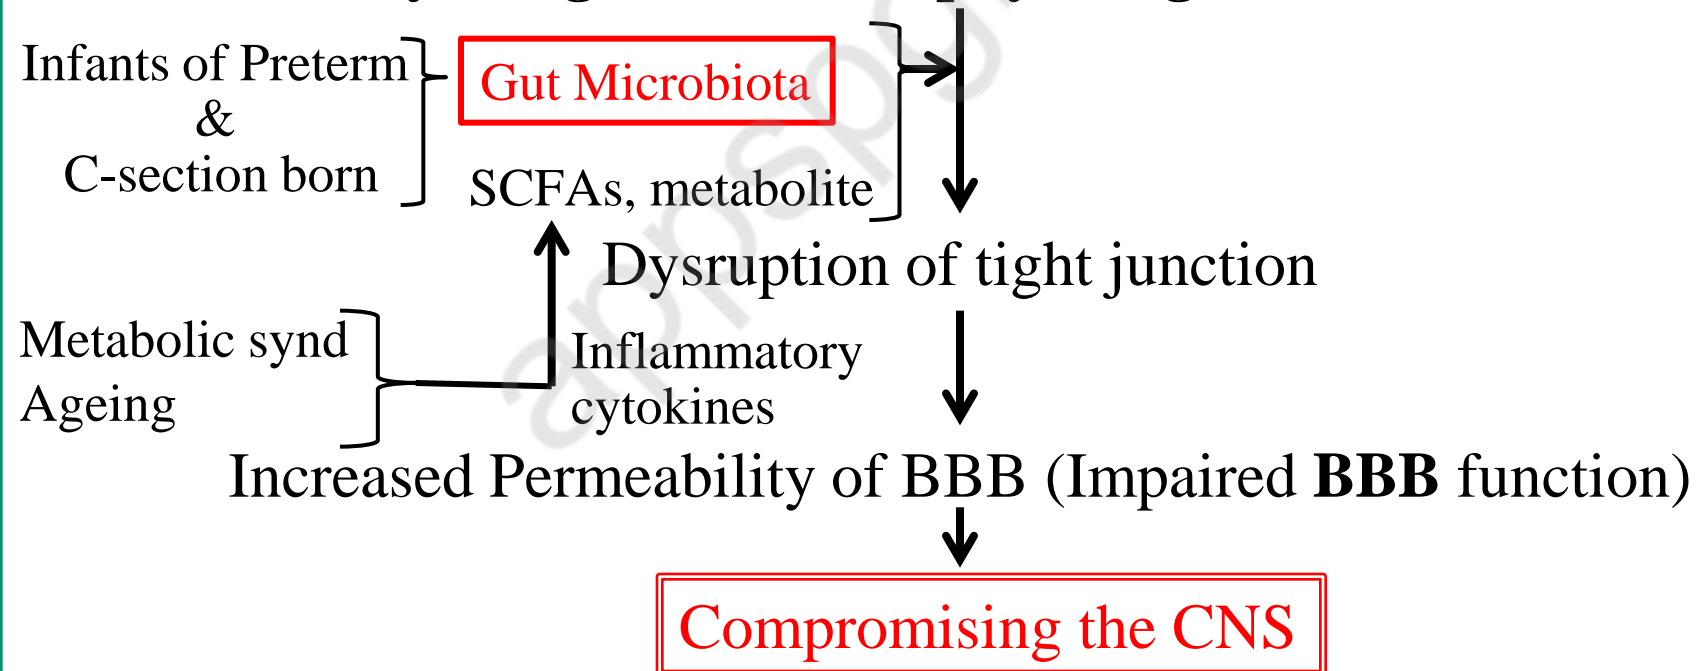 Infants of Preterm
&
C-section born
Gut Microbiota
SCFAs, metabolite
Dysruption of tight junction
Metabolic synd
Ageing
Inflammatory
cytokines
Increased Permeability of BBB (Impaired BBB function)
Compromising the CNS